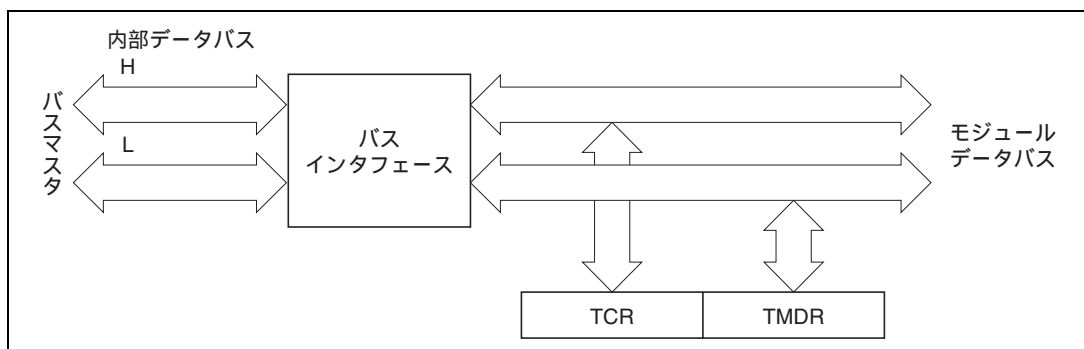 内部データバス
H
バスマスタ
L
バス
インタフェース
モジュール
データバス
TCR
TMDR